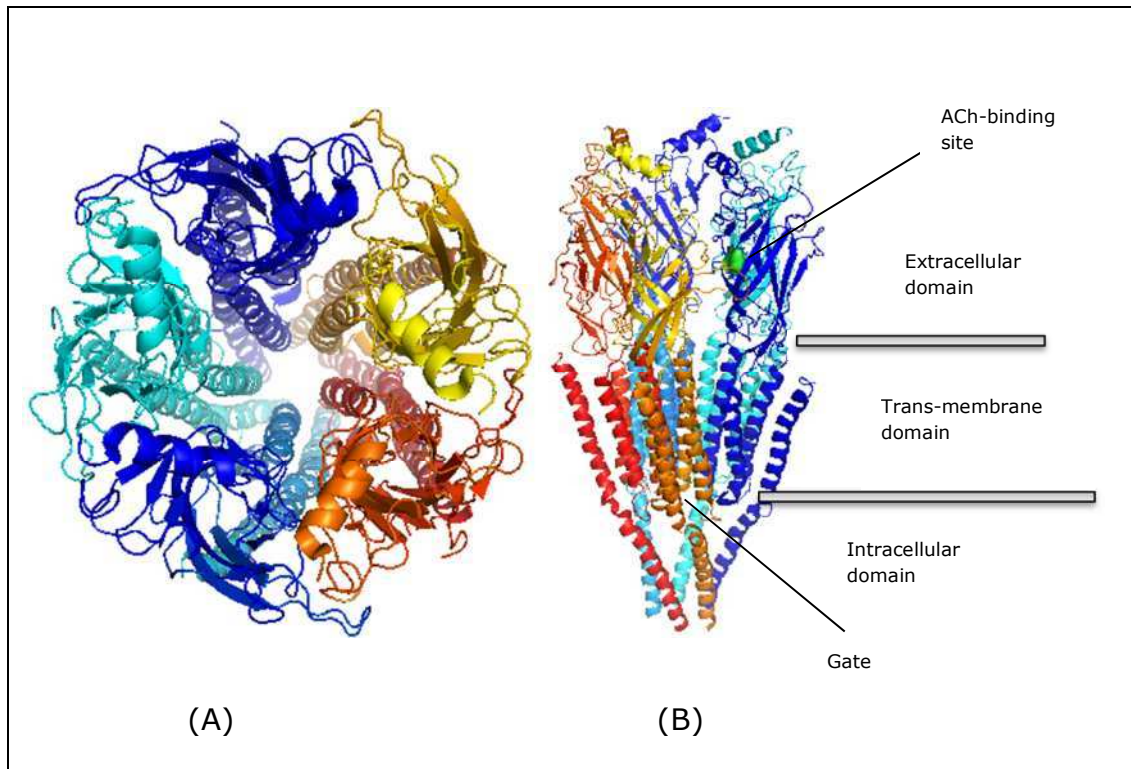 ACh-binding
site
Extracellular
domain
Trans-membrane
domain
Intracellular
domain
Gate
(A)
(B)